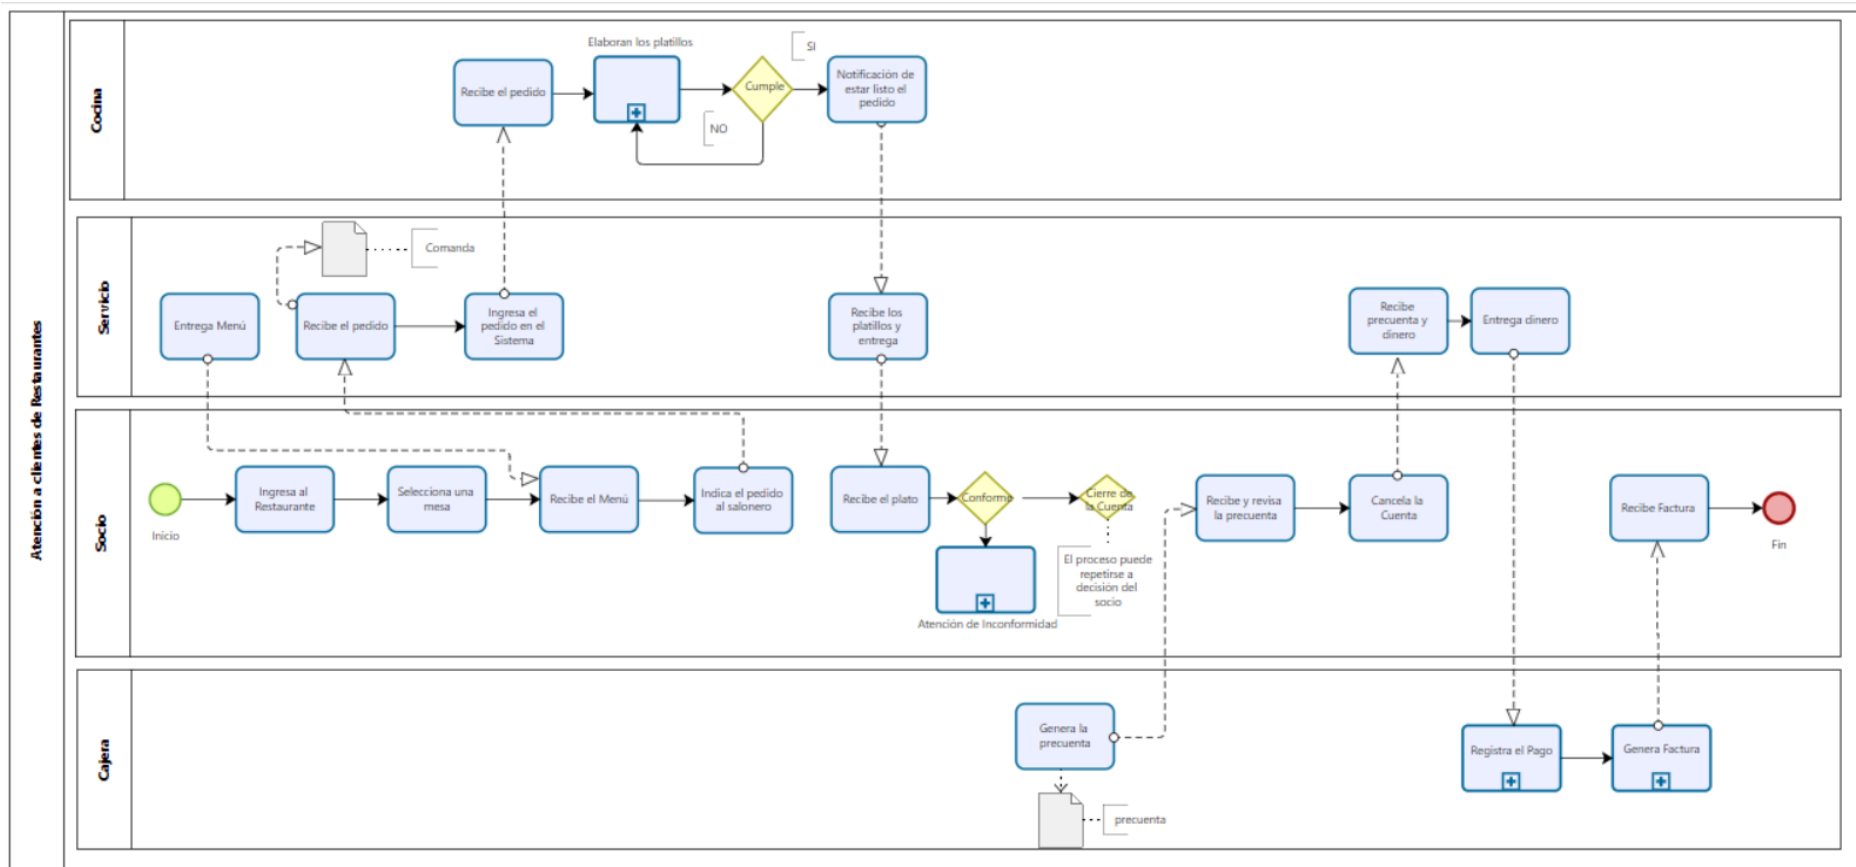 Atención a clientes de Restaurantes
Cocina
Elaboran los platillos
SI
Recibe el pedido
Cumple
Notificación de
estar listo el
pedido
NO
Servicio
Comanda
Entrega Menú
Recibe el pedido
Ingresa el
pedido en el
Sistema
Recibe los
platillos y
entrega
Recibe
precuenta y
dinero
Entrega dinero
Socio
Inicio
Ingresa al
Restaurante
Selecciona una
mesa
Recibe el Menú
Indica el pedido
al salonero
Recibe el plato
Conforme
Cierre de
la Cuenta
Atención de Inconformidad
El proceso puede
repetirse a
decisión del
socio
Recibe y revisa
la precuenta
Cancela la
Cuenta
Recibe Factura
Fin
Cajera
Genera la
precuenta
precuenta
Registra el Pago
Genera Factura